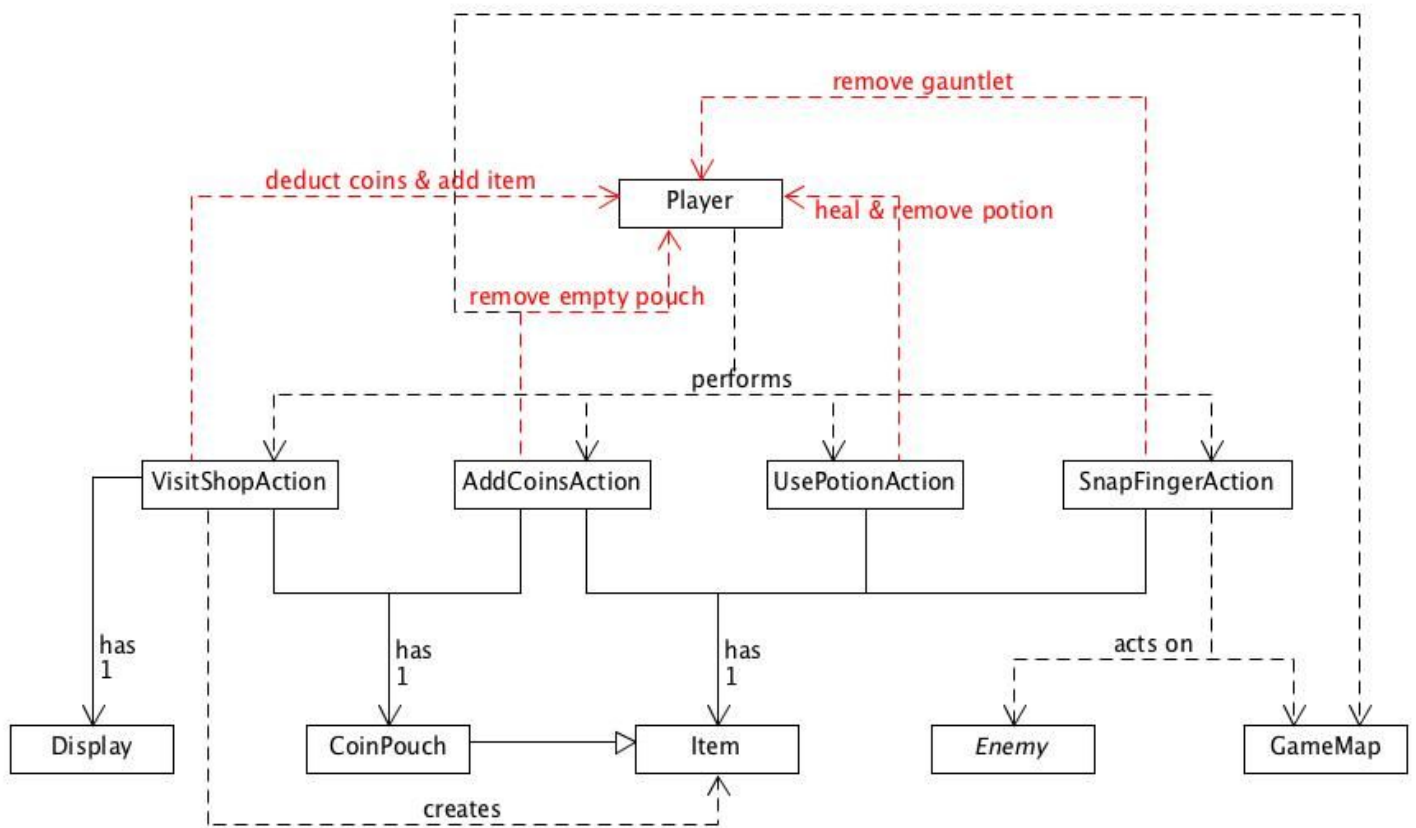 remove gauntlet
deduct coins & add item
Player
heal & remove potion
remove empty pouch
performs
VisitShopAction
AddCoinsAction
UsePotionAction
SnapFingerAction
has
1
has
1
has
1
acts on
Display
CoinPouch
Item
Enemy
GameMap
creates